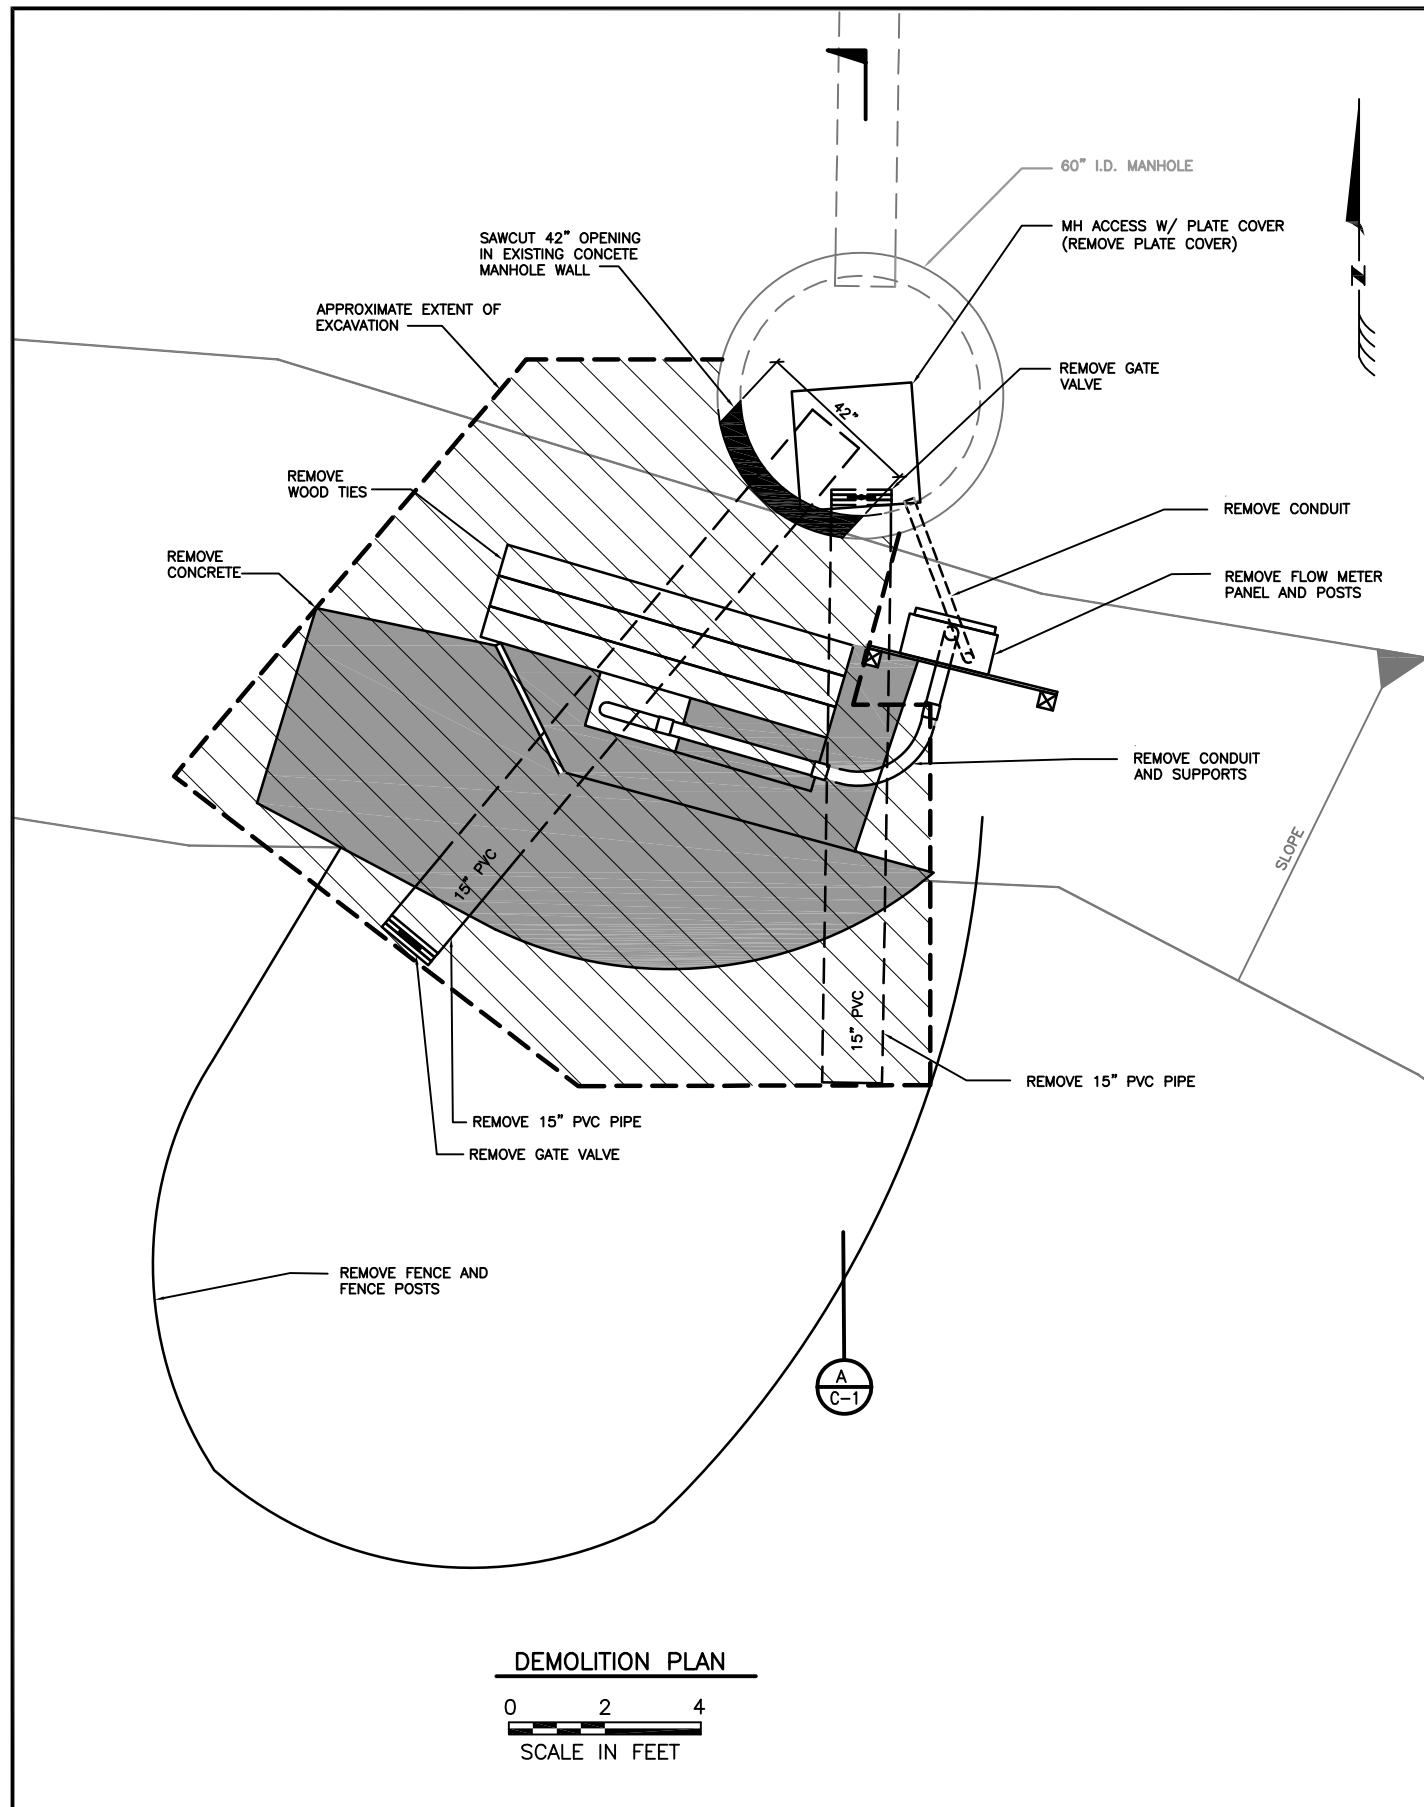 60" I.D. MANHOLE
MH ACCESS W/ PLATE COVER
(REMOVE PLATE COVER)
SAWCUT 42" OPENING
IN EXISTING CONCETE
MANHOLE WALL
APPROXIMATE EXTENT OF
EXCAVATION
N
REMOVE GATE
VALVE
42"
REMOVE
WOOD TIES
REMOVE CONDUIT
REMOVE
CONCRETE
REMOVE FLOW METER
PANEL AND POSTS
REMOVE CONDUIT
AND SUPPORTS
SLOPE
15" PVC
15" PVC
REMOVE 15" PVC PIPE
REMOVE 15" PVC PIPE
REMOVE GATE VALVE
REMOVE FENCE AND
FENCE POSTS
A
C-1
DEMOLITION PLAN
0 2 4
SCALE IN FEET